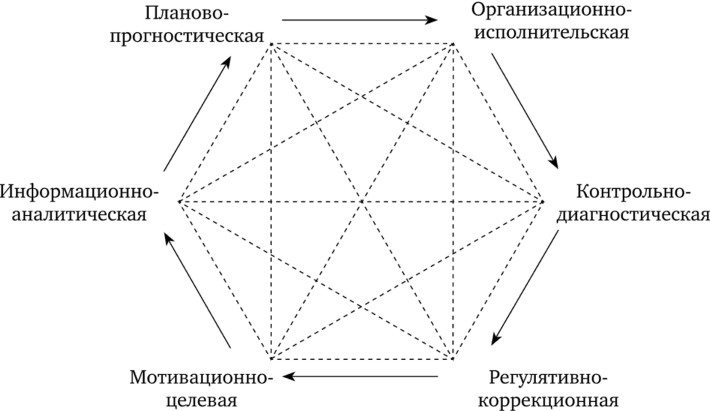 Планово-
прогностическая
Организационно-
исполнительская
Информационно-
аналитическая
Контрольно-
диагностическая
Мотивационно-
целевая
Регулятивно-
коррекционная